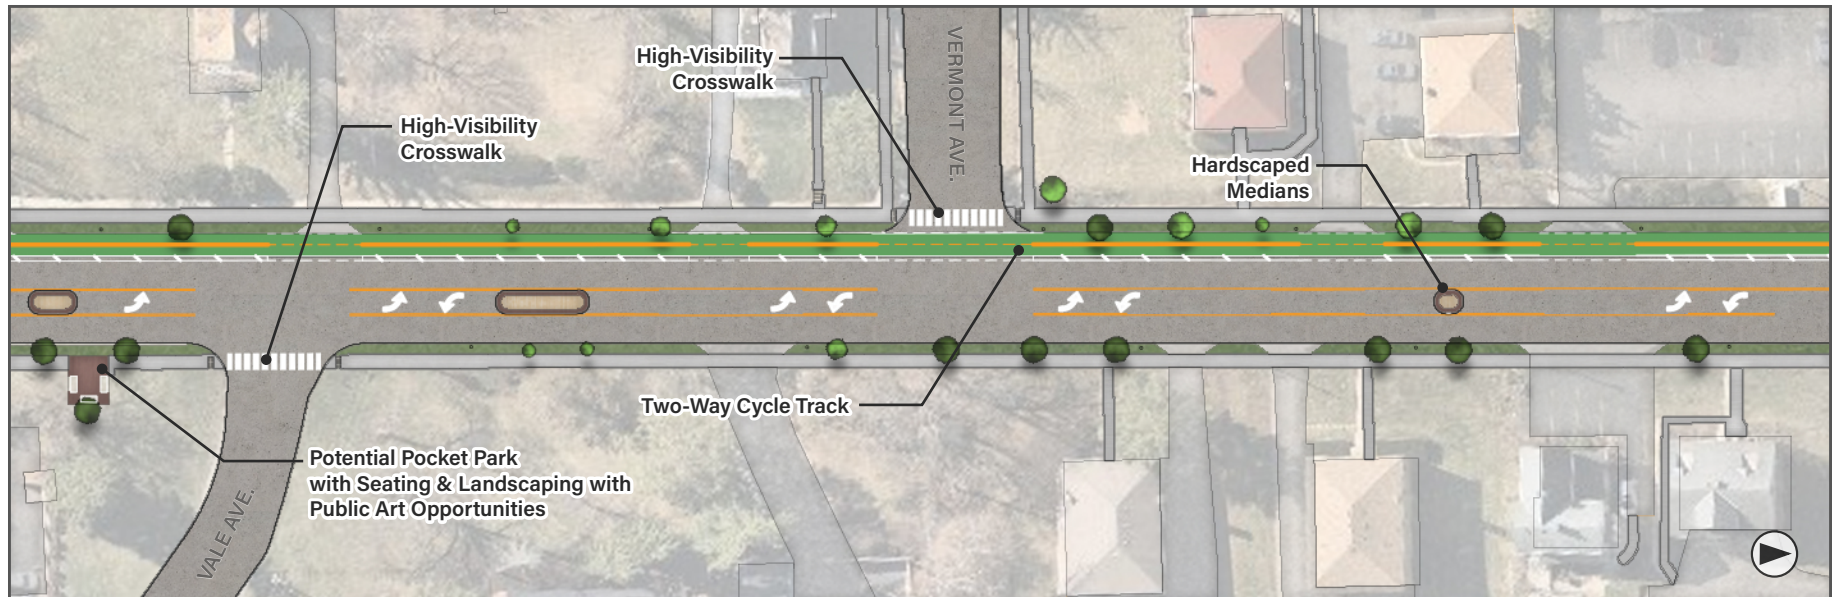 High-Visibility
Crosswalk
VERMONT AVE.
High-Visibility
Crosswalk
Hardscaped
Medians
Two-Way Cycle Track
Potential Pocket Park
with Seating & Landscaping with
Public Art Opportunities
VALE AVE.